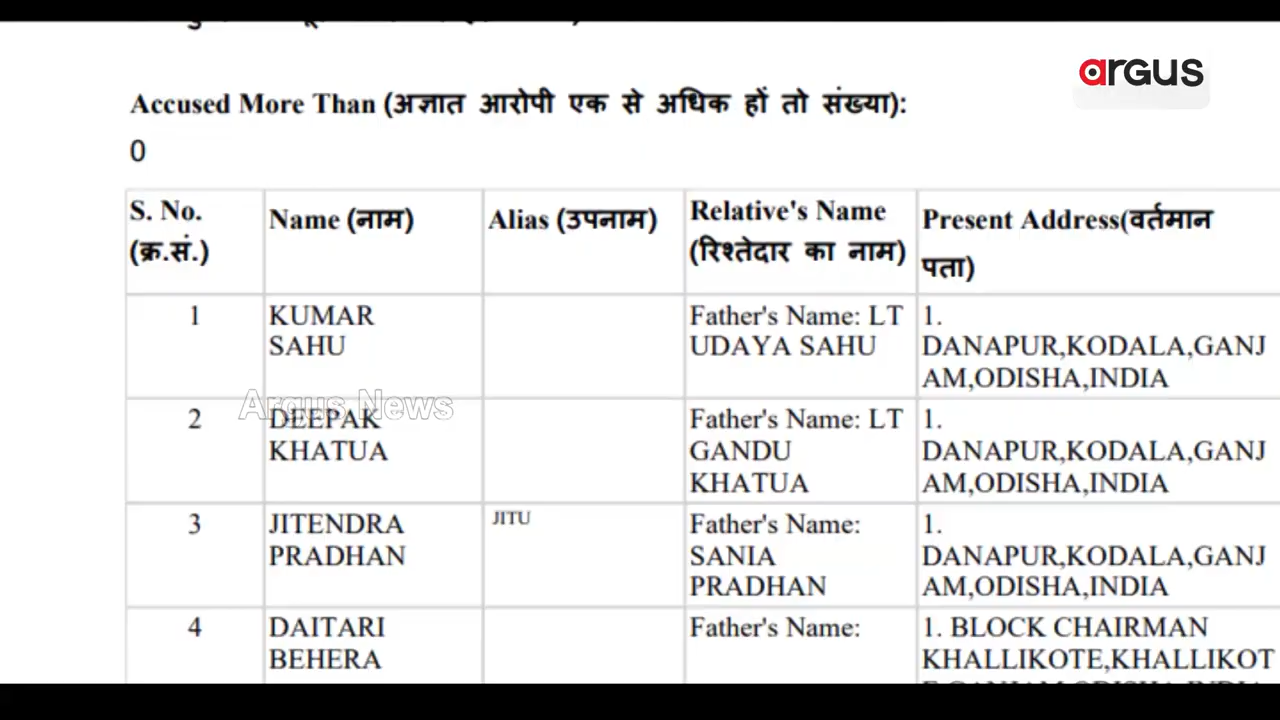 argus
Accused More Than (अज्ञात आरोपी एक से अधिक हों तो संख्या):
0
S. No.
(क्र.सं.)
Name (नाम)
Alias (उपनाम)
Relative's Name
(रिश्तेदार का नाम)
Present Address(वर्तमान
पता)
1
KUMAR
SAHU
Father's Name: LT
UDAYA SAHU
1.
DANAPUR,KODALA,GANJ
AM,ODISHA,INDIA
Argus News
2
DEEPAK
KHATUA
Father's Name: LT
GANDU
KHATUA
1.
DANAPUR,KODALA,GANJ
AM,ODISHA,INDIA
3
JITENDRA
PRADHAN
JITU
Father's Name:
SANIA
PRADHAN
1.
DANAPUR,KODALA,GANJ
AM,ODISHA,INDIA
4
DAITARI
BEHERA
Father's Name:
1. BLOCK CHAIRMAN
KHALLIKOTE,KHALLIKOT